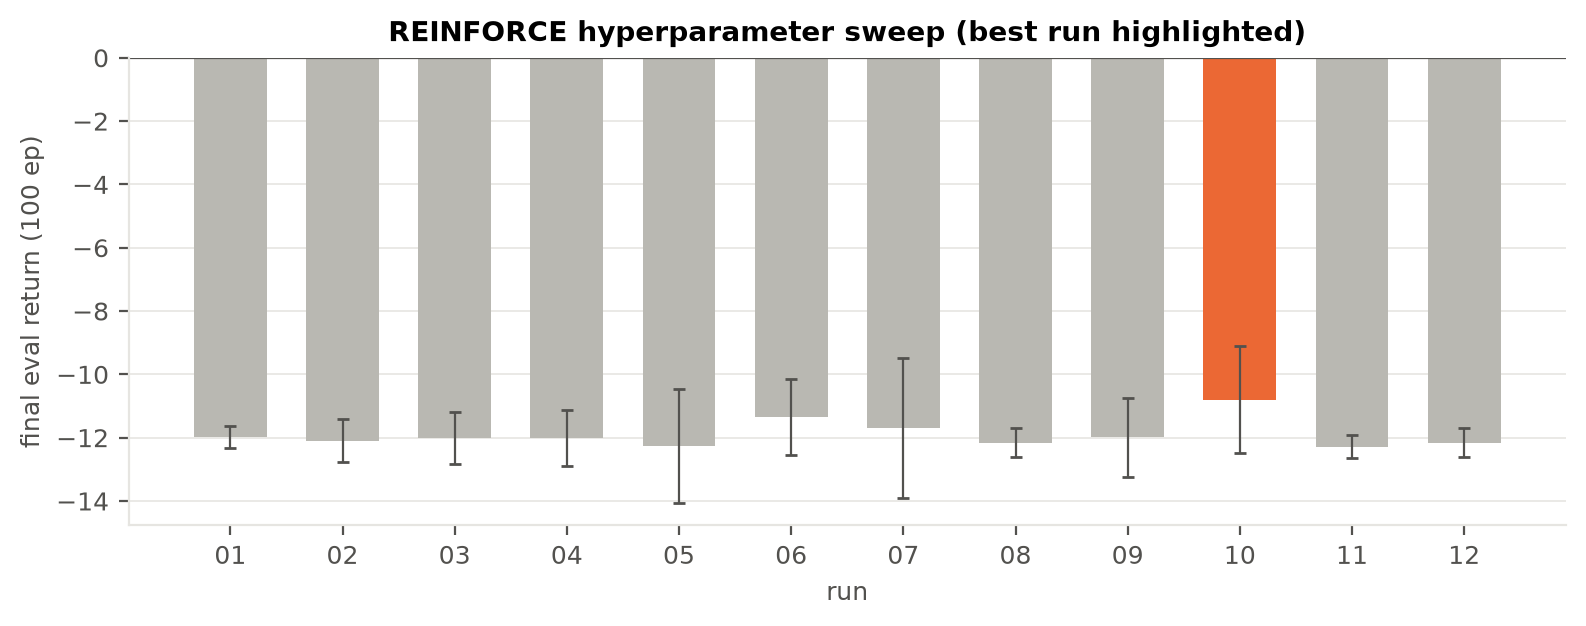 REINFORCE hyperparameter sweep (best run highlighted)
final eval return (100 ep)
0
−2
−4
−6
−8
−10
−12
−14
01 02 03 04 05 06 07 08 09 10 11 12
run